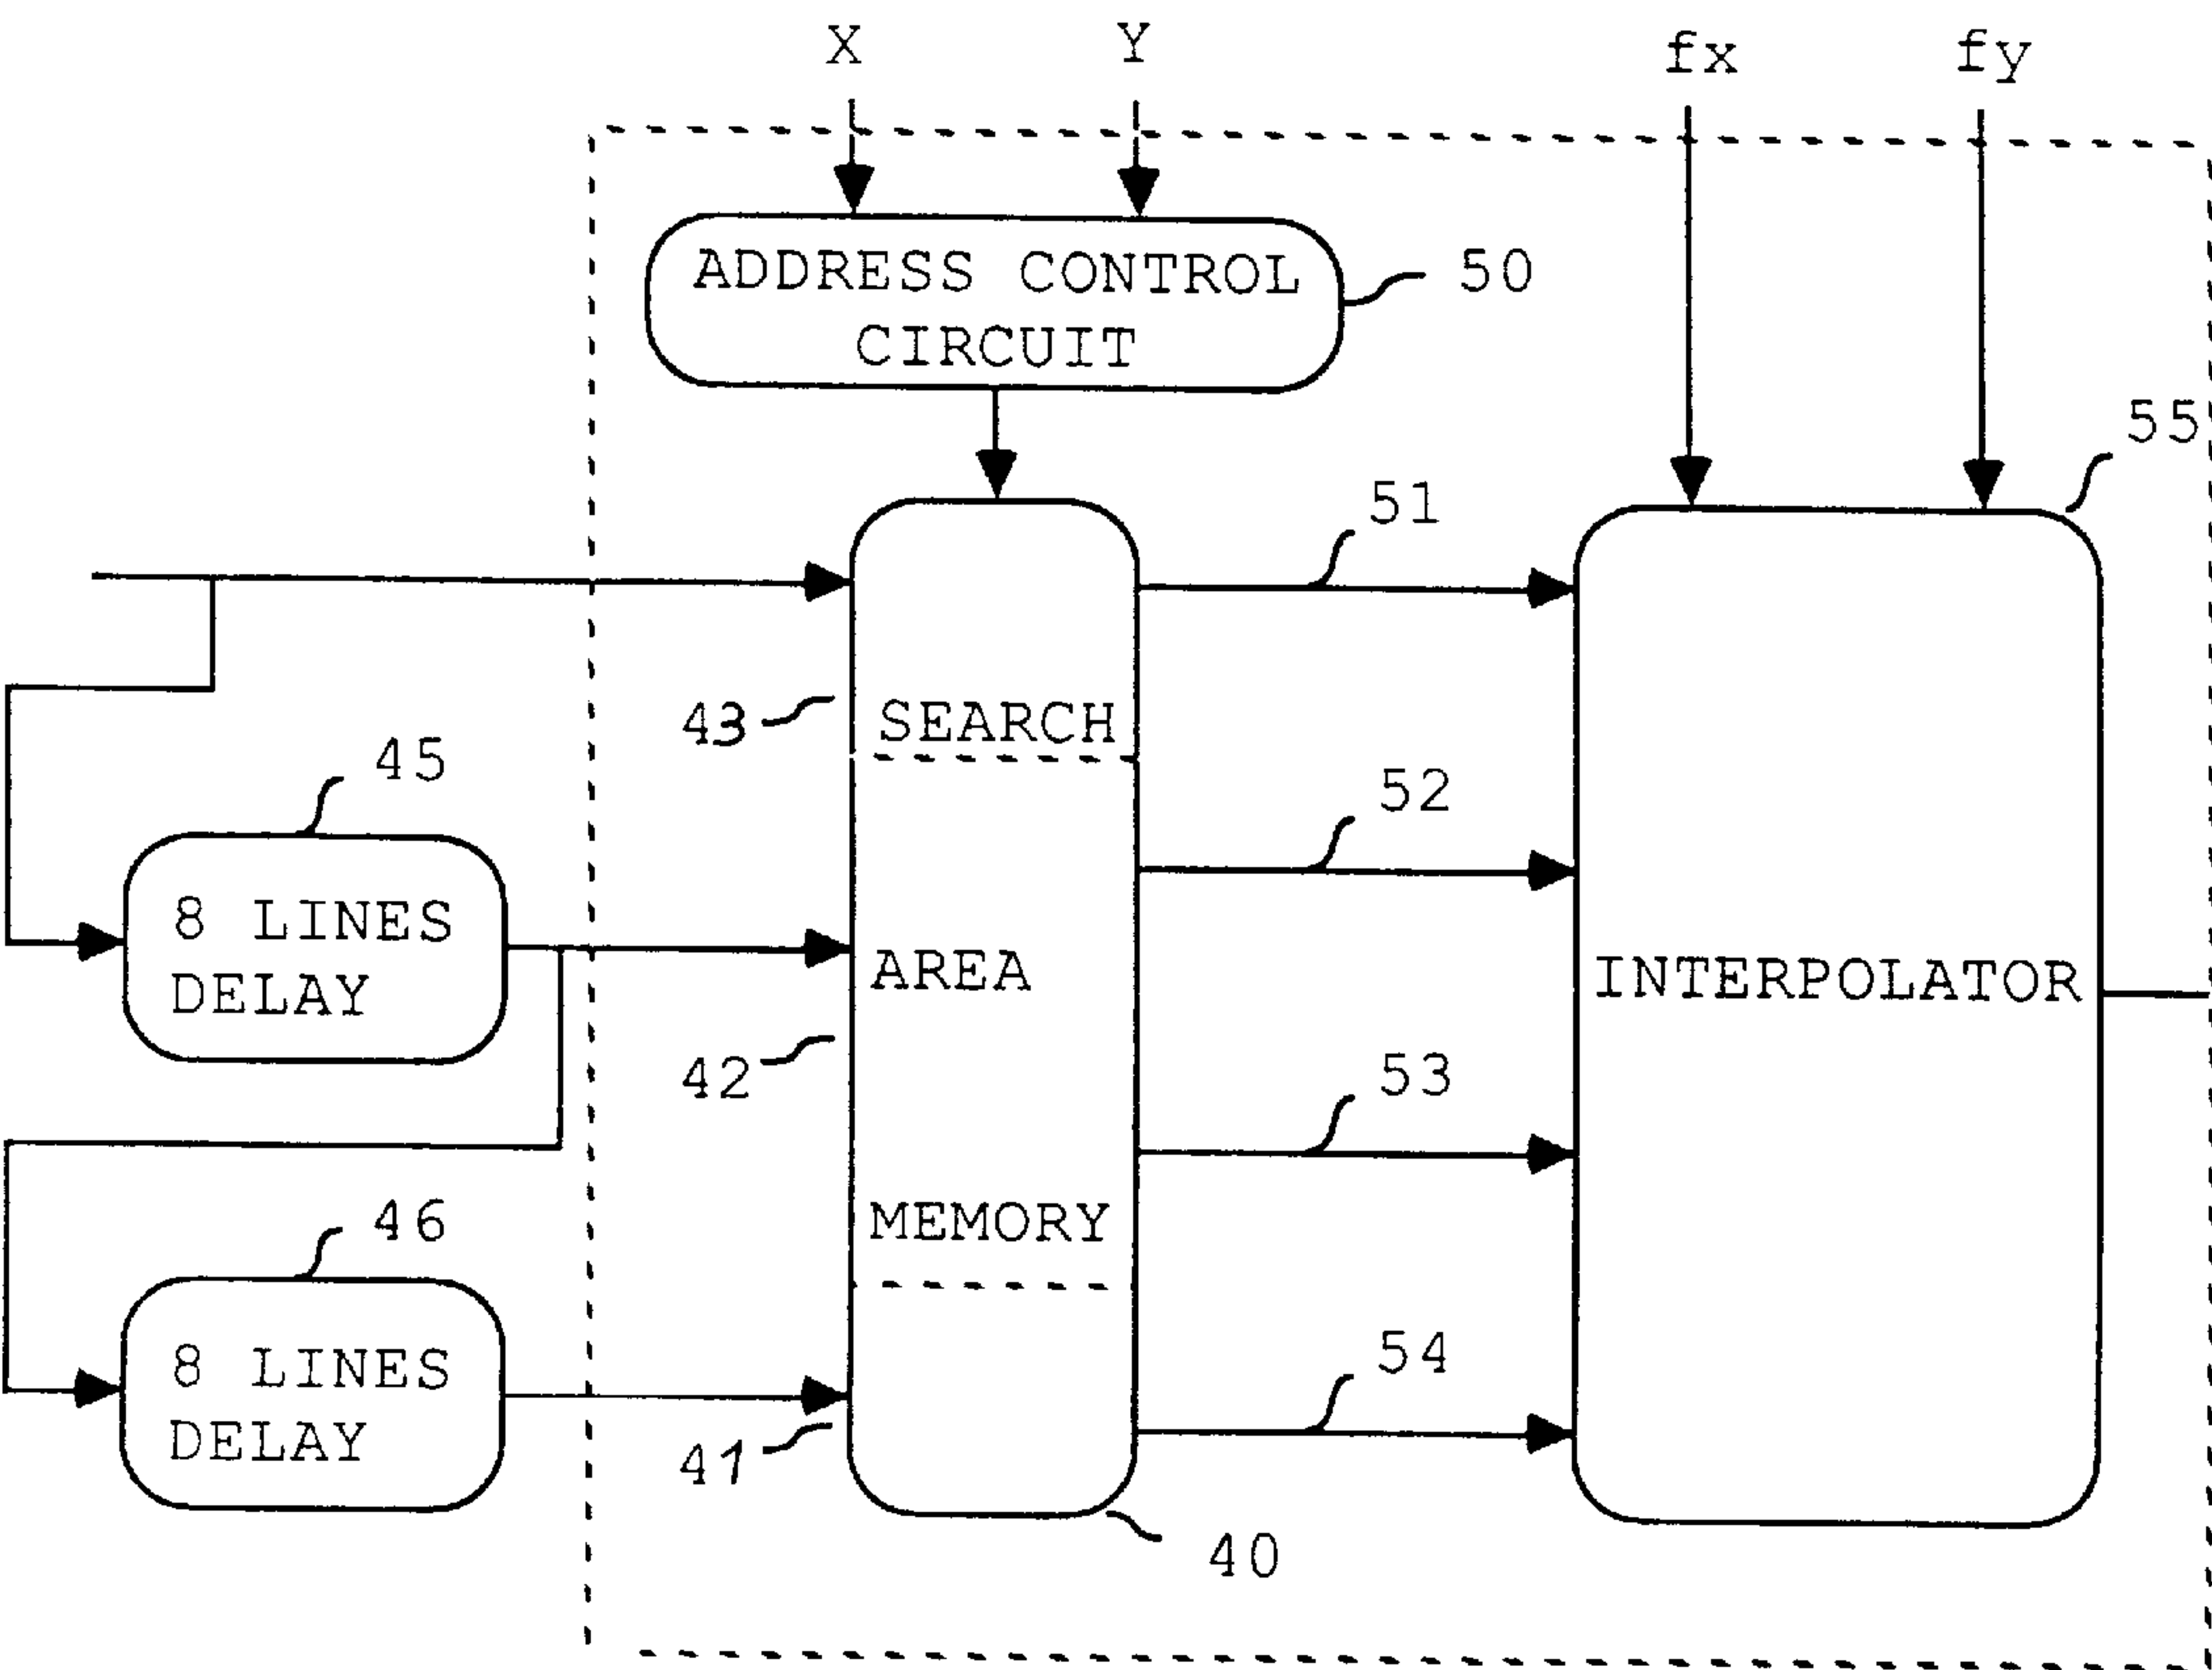 X
Y
fx
fy
ADDRESS CONTROL
CIRCUIT
50
55
51
43
SEARCH
45
52
8 LINES
DELAY
AREA
INTERPOLATOR
42
53
46
MEMORY
8 LINES
DELAY
54
41
40